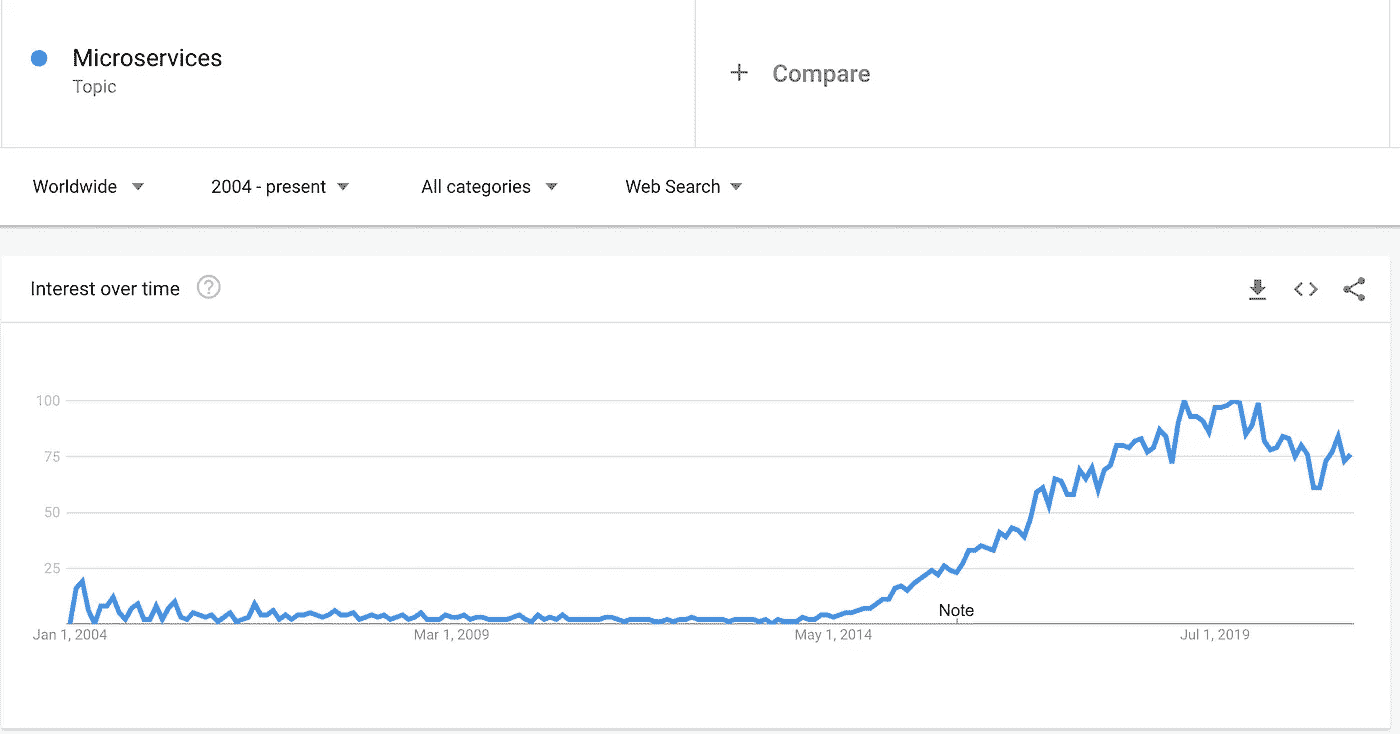 Microservices
Topic
+ Compare
Worldwide
2004 - present
All categories
Web Search
Interest over time
?
100
75
50
25
Note
Jan 1, 2004
Mar 1, 2009
May 1, 2014
Jul 1, 2019